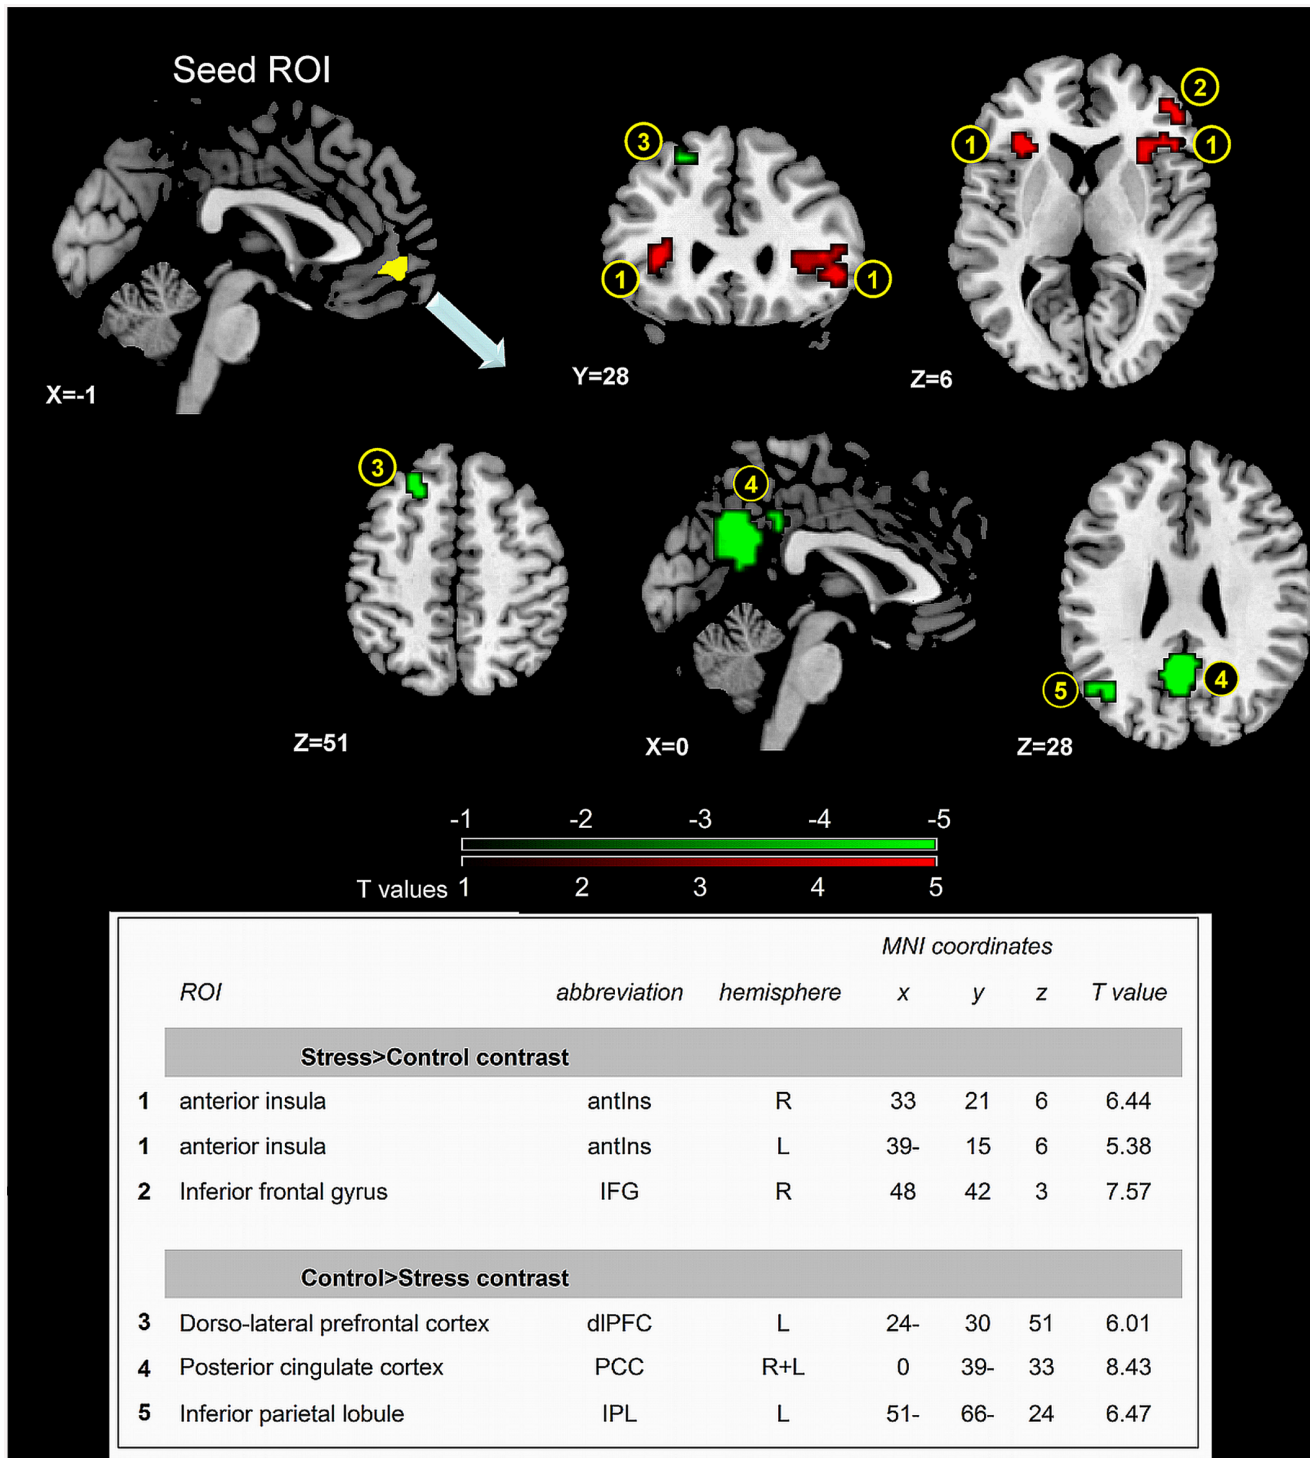 Seed ROI
X=-1
3
1
1
Y=28
2
1
1
Z=6
3
Z=51
4
X=0
5
4
Z=28
-1 -2 -3 -4 -5
T values 1 2 3 4 5
MNI coordinates
ROI abbreviation hemisphere x y z T value
Stress>Control contrast
1 anterior insula antIns R 33 21 6 6.44
1 anterior insula antIns L 39- 15 6 5.38
2 Inferior frontal gyrus IFG R 48 42 3 7.57
Control>Stress contrast
3 Dorso-lateral prefrontal cortex dlPFC L 24- 30 51 6.01
4 Posterior cingulate cortex PCC R+L 0 39- 33 8.43
5 Inferior parietal lobule IPL L 51- 66- 24 6.47